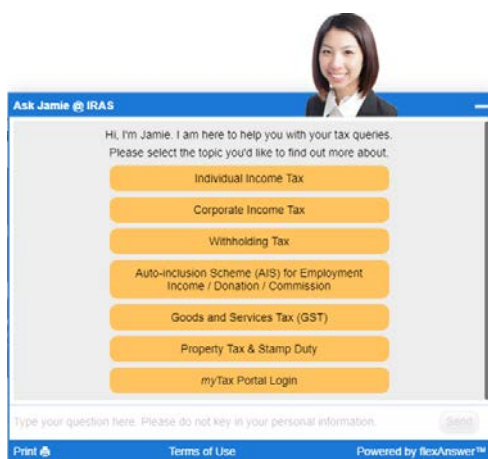 Ask Jamie @ IRAS
Hi, I'm Jamie. I am here to help you with your tax queries.
Please select the topic you'd like to find out more about.
Individual Income Tax
Corporate Income Tax
Withholding Tax
Auto-inclusion Scheme (AIS) for Employment
Income / Donation / Commission
Goods and Services Tax (GST)
Property Tax & Stamp Duty
myTax Portal Login
Type your question here. Please do not key in your personal information.
Send
Print
Terms of Use
Powered by flexAnswer™